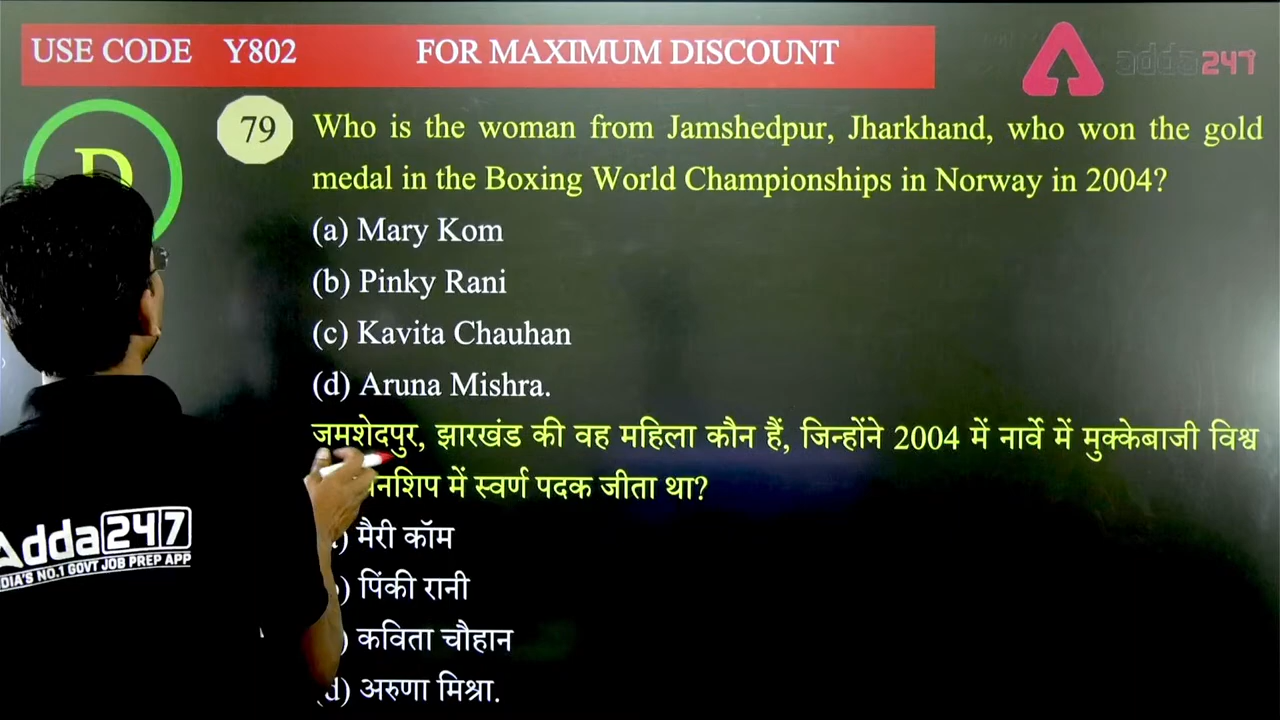 USE CODE Y802 FOR MAXIMUM DISCOUNT
adda247
D
79 Who is the woman from Jamshedpur, Jharkhand, who won the gold
medal in the Boxing World Championships in Norway in 2004?
(a) Mary Kom
(b) Pinky Rani
(c) Kavita Chauhan
(d) Aruna Mishra.
जमशेदपुर, झारखंड की वह महिला कौन हैं, जिन्होंने 2004 में नार्वे में मुक्केबाजी विश्व
में स्वर्ण पदक जीता था?
मैरी कॉम
पिंकी रानी
कविता चौहान
d) अरुणा मिश्रा.
Adda247
INDIA'S NO.1 GOVT JOB PREP APP